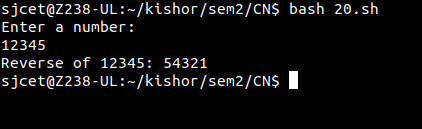 sjcet@Z238-UL:~/kishor/sem2/CN$ bash 20.sh
Enter a number:
12345
Reverse of 12345: 54321
sjcet@Z238-UL:~/kishor/sem2/CN$